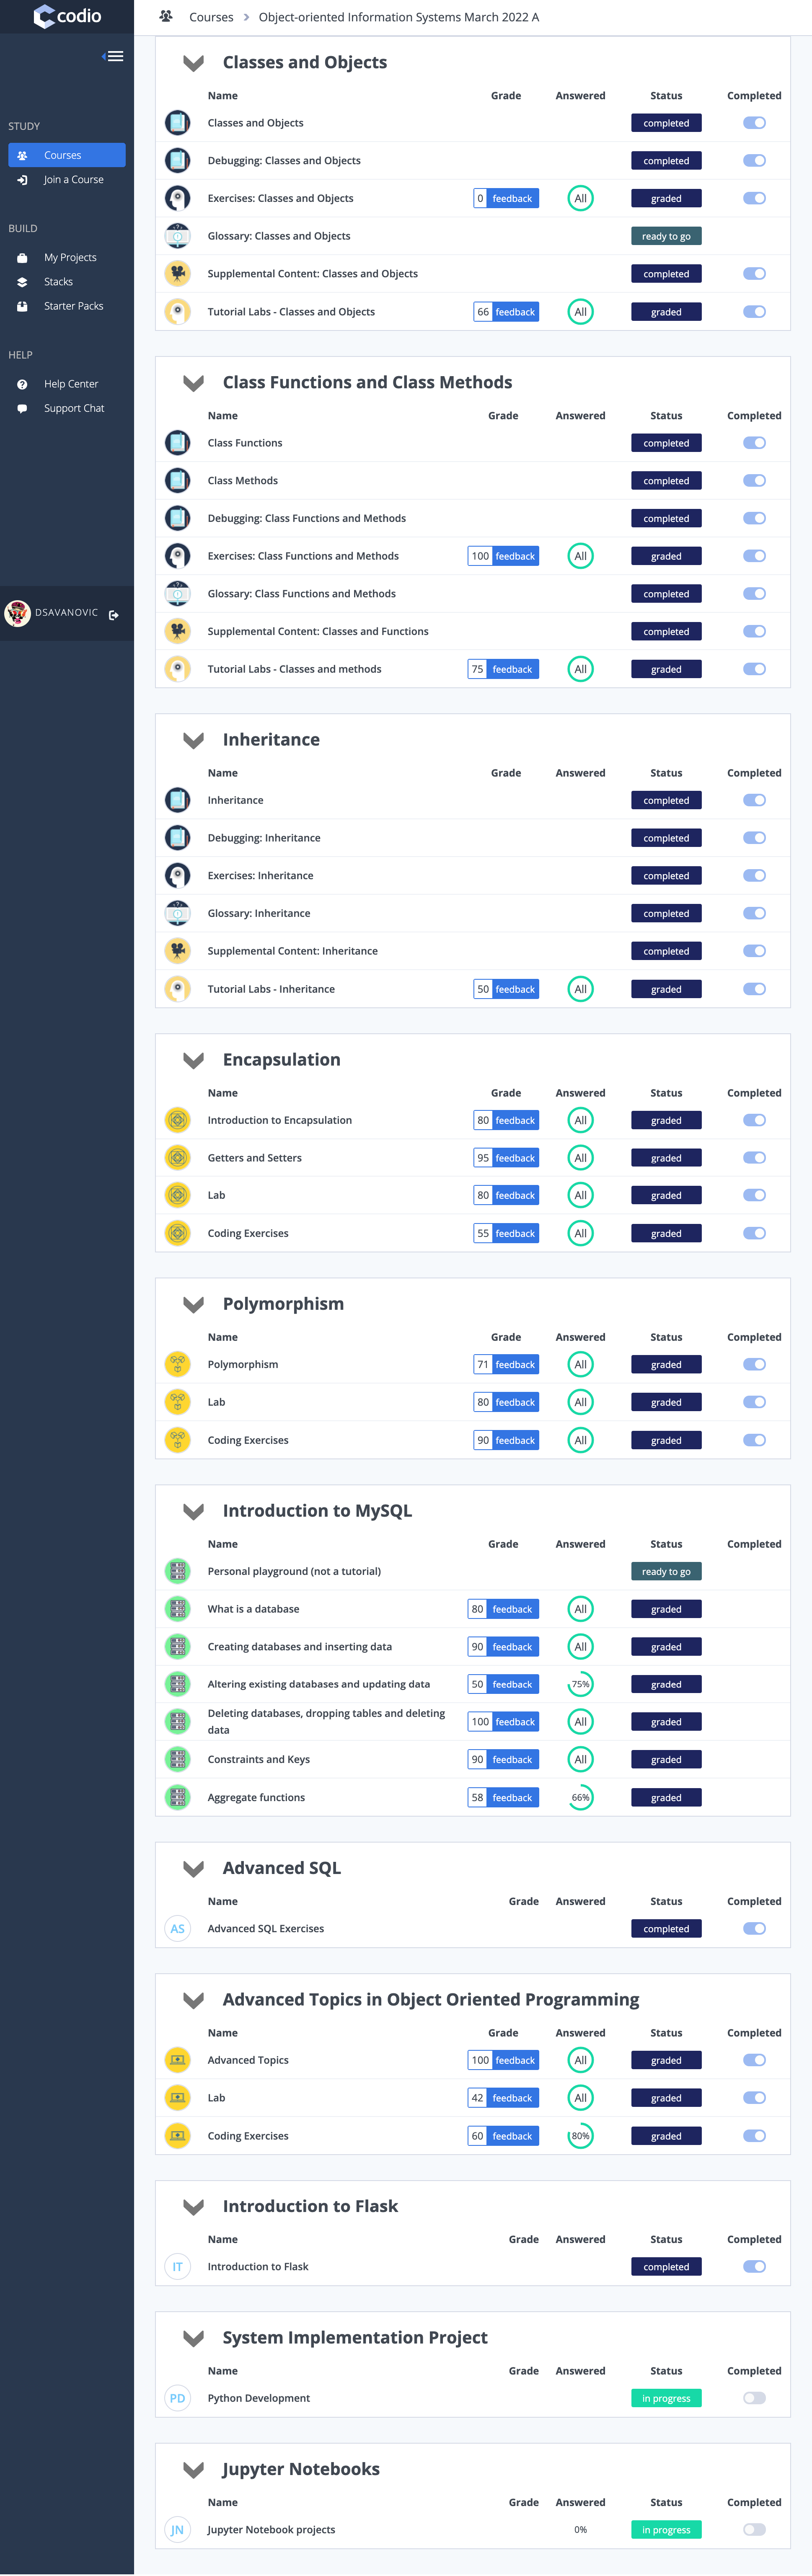 codio
Courses > Object-oriented Information Systems March 2022 A
STUDY
Courses
Join a Course
BUILD
My Projects
Stacks
Starter Packs
HELP
Help Center
Support Chat
DSAVANOVIC
Classes and Objects
Name Grade Answered Status Completed
Classes and Objects completed
Debugging: Classes and Objects completed
Exercises: Classes and Objects 0 feedback All graded
Glossary: Classes and Objects ready to go
Supplemental Content: Classes and Objects completed
Tutorial Labs - Classes and Objects 66 feedback All graded
Class Functions and Class Methods
Name Grade Answered Status Completed
Class Functions completed
Class Methods completed
Debugging: Class Functions and Methods completed
Exercises: Class Functions and Methods 100 feedback All graded
Glossary: Class Functions and Methods completed
Supplemental Content: Classes and Functions completed
Tutorial Labs - Classes and methods 75 feedback All graded
Inheritance
Name Grade Answered Status Completed
Inheritance completed
Debugging: Inheritance completed
Exercises: Inheritance completed
Glossary: Inheritance completed
Supplemental Content: Inheritance completed
Tutorial Labs - Inheritance 50 feedback All graded
Encapsulation
Name Grade Answered Status Completed
Introduction to Encapsulation 80 feedback All graded
Getters and Setters 95 feedback All graded
Lab 80 feedback All graded
Coding Exercises 55 feedback All graded
Polymorphism
Name Grade Answered Status Completed
Polymorphism 71 feedback All graded
Lab 80 feedback All graded
Coding Exercises 90 feedback All graded
Introduction to MySQL
Name Grade Answered Status Completed
Personal playground (not a tutorial) ready to go
What is a database 80 feedback All graded
Creating databases and inserting data 90 feedback All graded
Altering existing databases and updating data 50 feedback 75% graded
Deleting databases, dropping tables and deleting
data 100 feedback All graded
Constraints and Keys 90 feedback All graded
Aggregate functions 58 feedback 66% graded
Advanced SQL
Name Grade Answered Status Completed
AS Advanced SQL Exercises completed
Advanced Topics in Object Oriented Programming
Name Grade Answered Status Completed
Advanced Topics 100 feedback All graded
Lab 42 feedback All graded
Coding Exercises 60 feedback 80% graded
Introduction to Flask
Name Grade Answered Status Completed
IT Introduction to Flask completed
System Implementation Project
Name Grade Answered Status Completed
PD Python Development in progress
Jupyter Notebooks
Name Grade Answered Status Completed
JN Jupyter Notebook projects 0% in progress